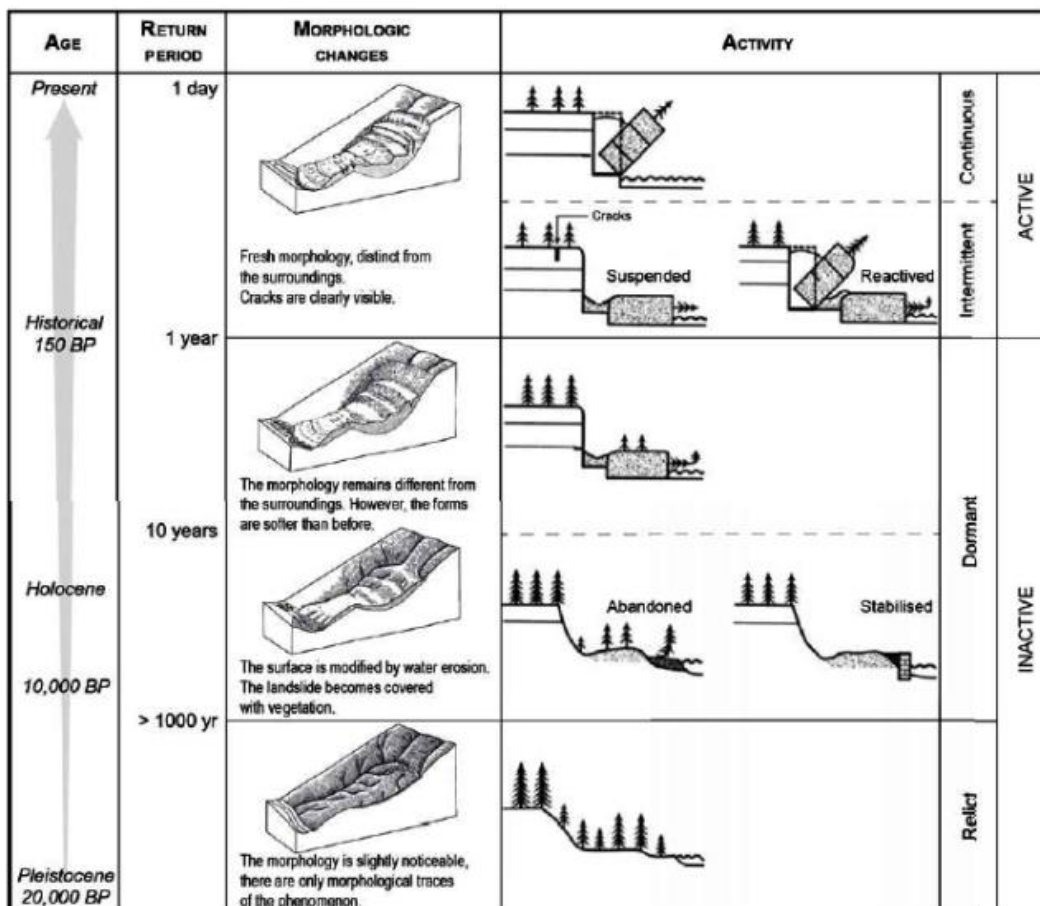 AGE
RETURN
PERIOD
MORPHOLOGIC
CHANGES
ACTIVITY
Present
1 day
Fresh morphology, distinct from
the surroundings.
Cracks are clearly visible.
Cracks
Suspended
Reactived
Continuous
Intermittent
ACTIVE
Historical
150 BP
1 year
The morphology remains different from
the surroundings. However, the forms
are softer than before.
10 years
Holocene
10,000 BP
The surface is modified by water erosion.
The landslide becomes covered
with vegetation.
Abandoned
Stabilised
Dormant
INACTIVE
> 1000 yr
The morphology is slightly noticeable,
there are only morphological traces
of the phenomenon.
Relict
Pleistocene
20,000 BP